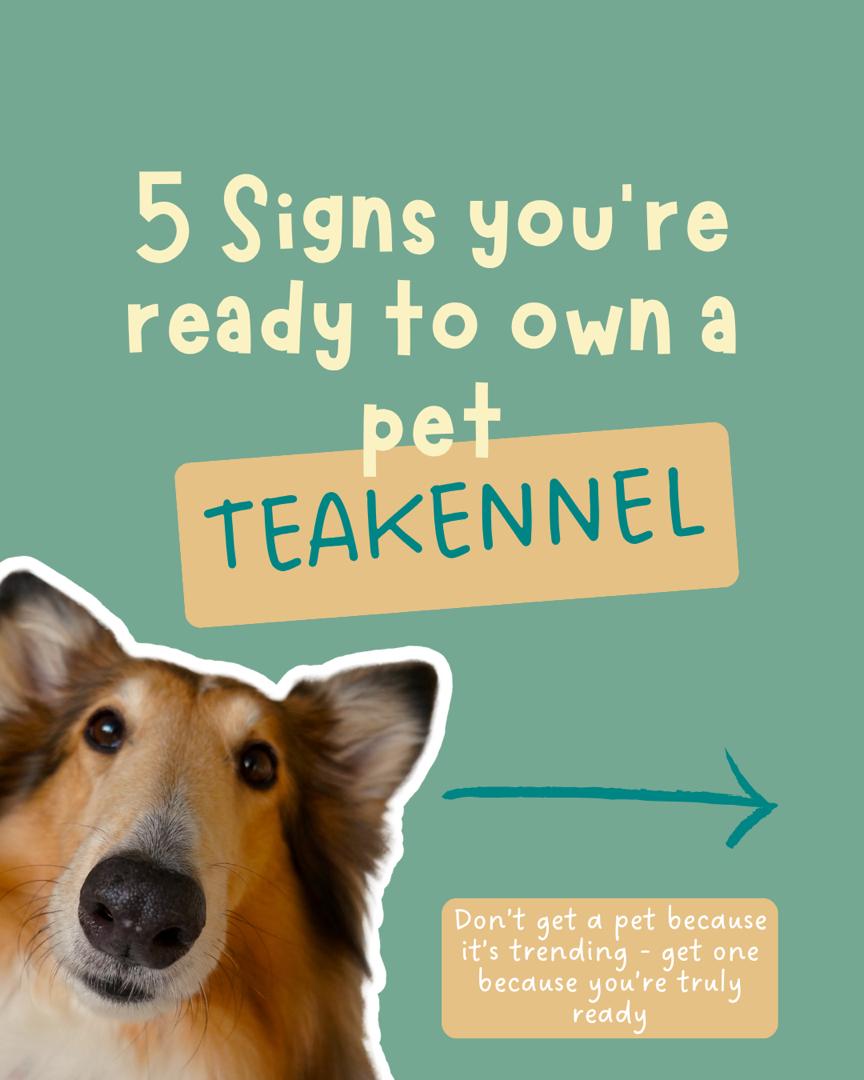 5 Signs you're
ready to own a
pet
TEAKENNEL
Don't get a pet because
it's trending - get one
because you're truly
ready